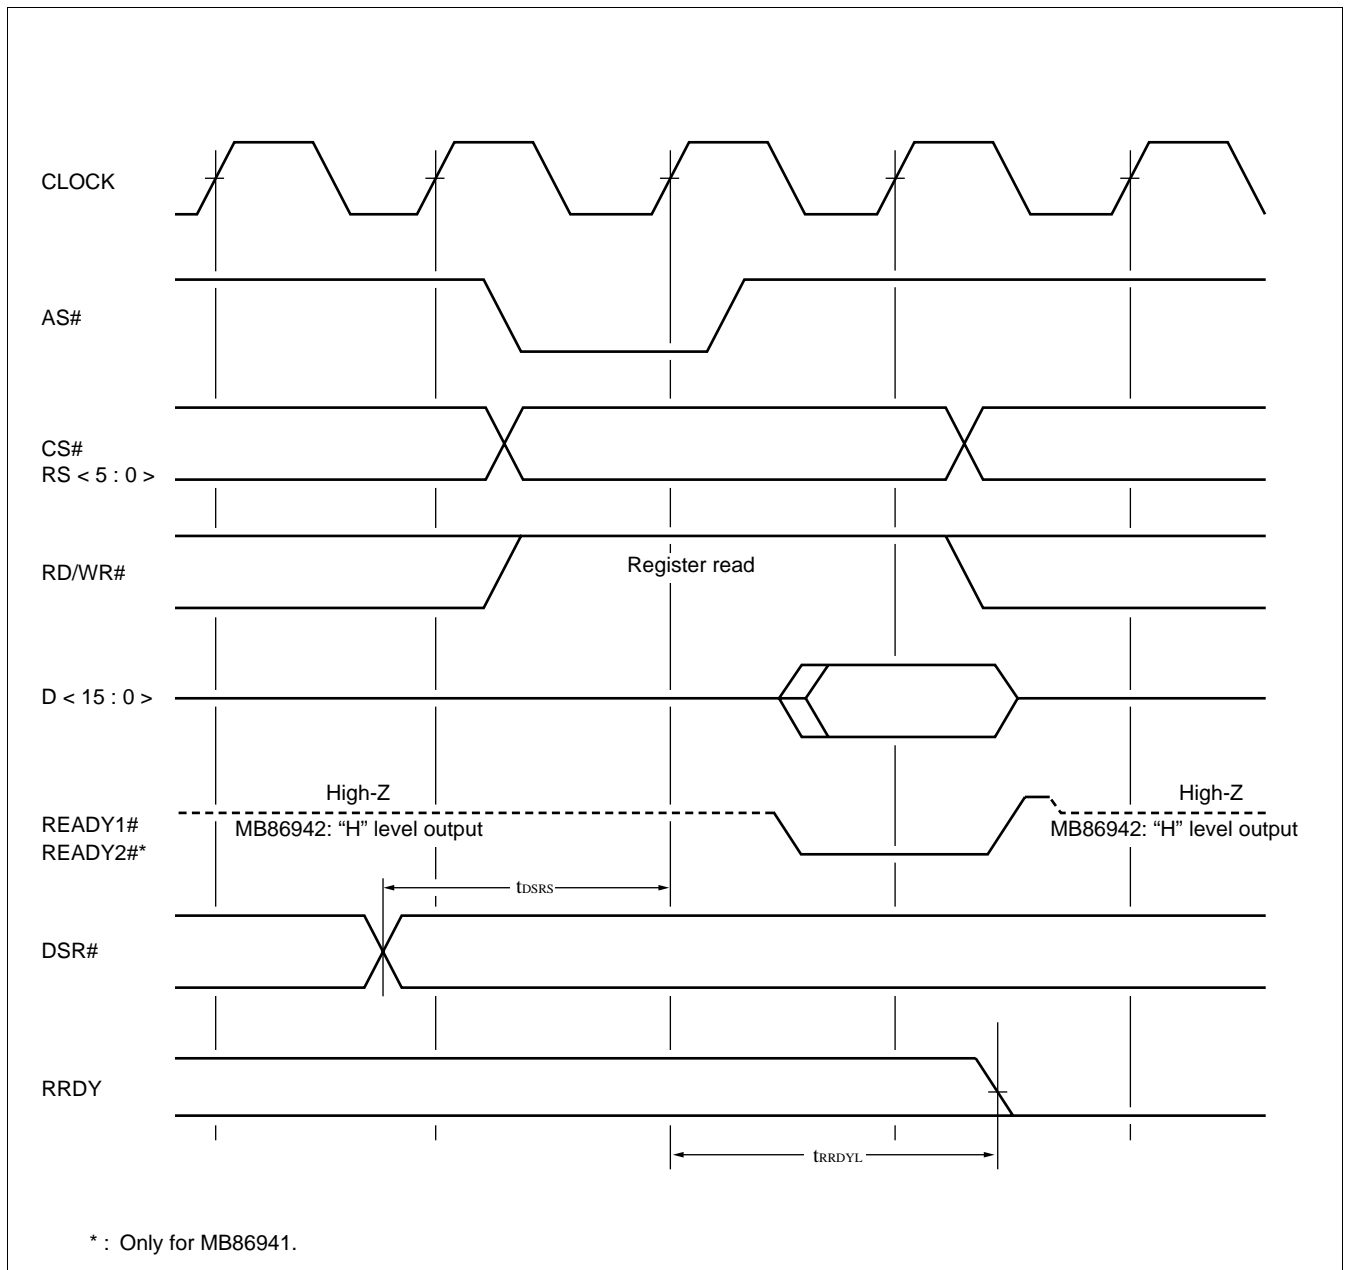 CLOCK
AS#
CS#
RS < 5 : 0 >
Register read
RD/WR#
D < 15 : 0 >
High-Z High-Z
READY1# MB86942: “H” level output MB86942: “H” level output
READY2#*
tDSRS
DSR#
RRDY
tRRDYL
* : Only for MB86941.